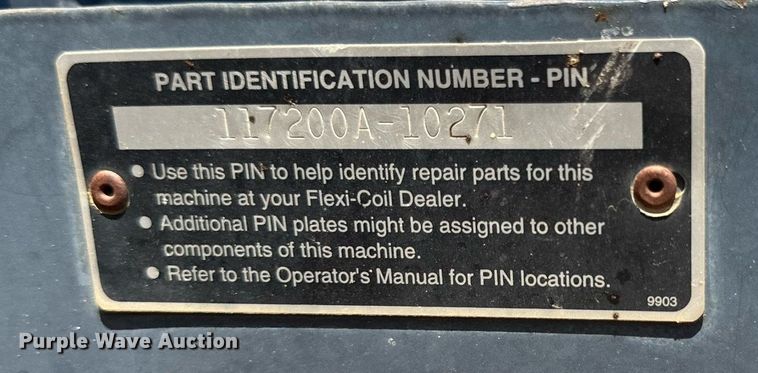 PART IDENTIFICATION NUMBER - PIN
117200A-10271
• Use this PIN to help identify repair parts for this
machine at your Flexi-Coil Dealer.
• Additional PIN plates might be assigned to other
components of this machine.
• Refer to the Operator's Manual for PIN locations.
9903
Purple Wave Auction